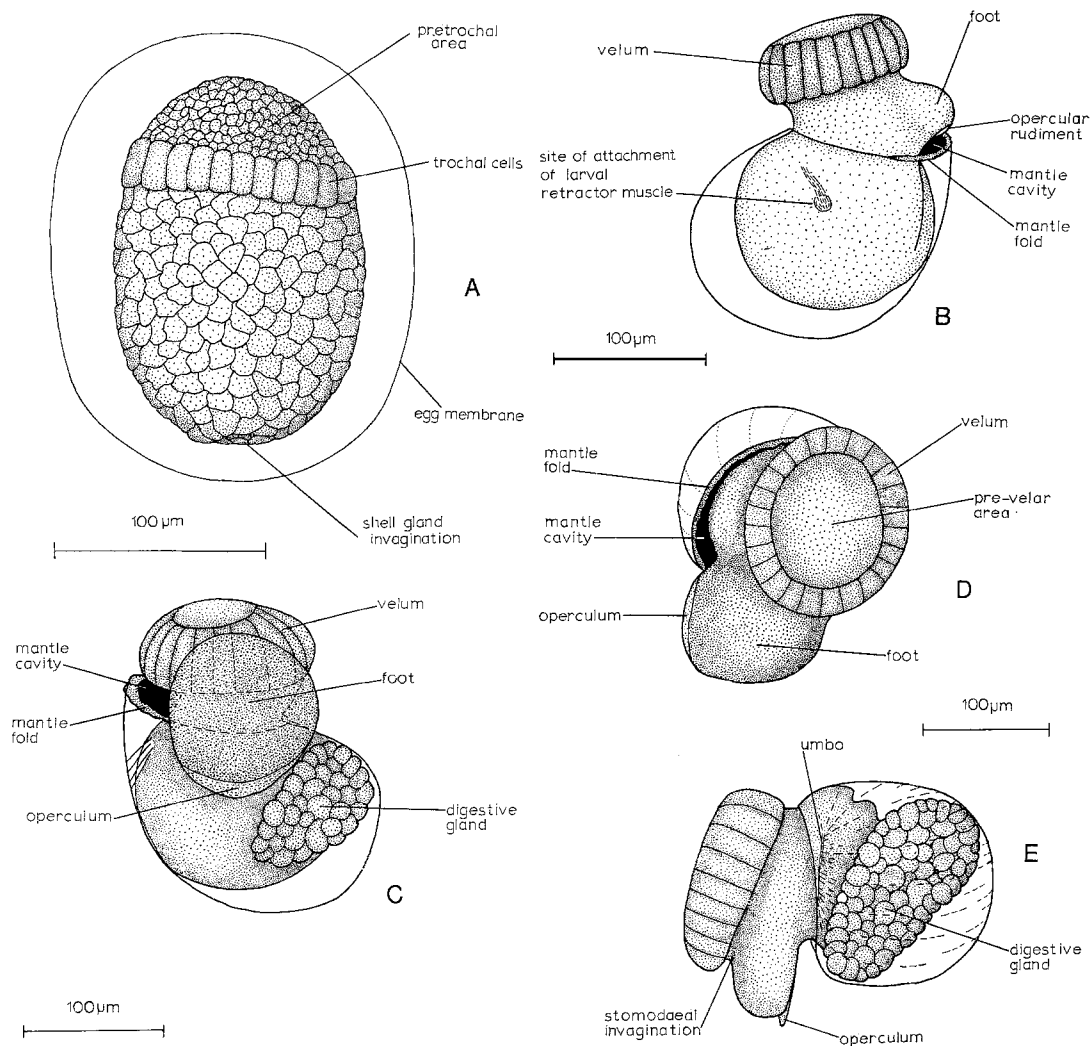 pretrochal
area
trochal cells
A
egg membrane
shell gland
invagination
100 µm
velum
foot
opercular
rudiment
mantle
cavity
mantle
fold
site of attachment
of larval
retractor muscle
B
100µm
mantle
fold
velum
pre-velar
area
mantle
cavity
D
operculum
foot
100µm
velum
mantle
cavity
foot
mantle
fold
operculum
digestive
gland
C
100µm
umbo
E
digestive
gland
stomodaeal
invagination
operculum